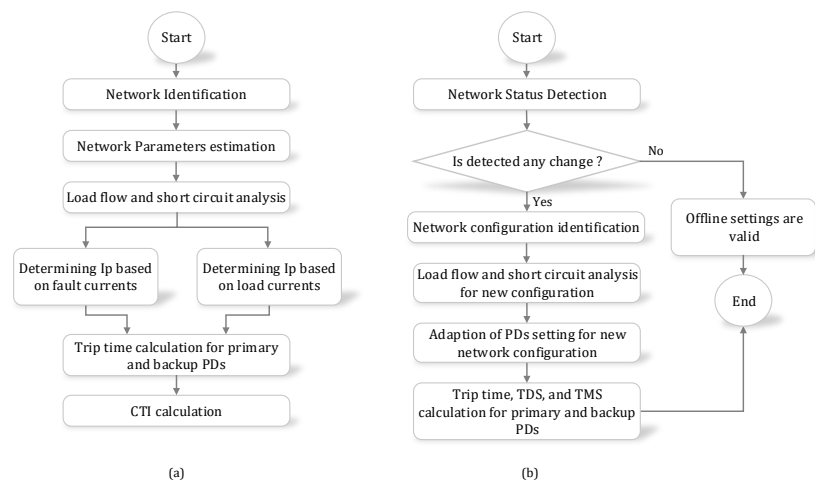 Start
Network Identification
Network Parameters estimation
Load flow and short circuit analysis
Determining Ip based
on fault currents
Determining Ip based
on load currents
Trip time calculation for primary
and backup PDs
CTI calculation
(a)
Start
Network Status Detection
Is detected any change ?
No
Yes
Network configuration identification
Offline settings are
valid
Load flow and short circuit analysis
for new configuration
End
Adaption of PDs setting for new
network configuration
Trip time, TDS, and TMS
calculation for primary and backup
PDs
(b)